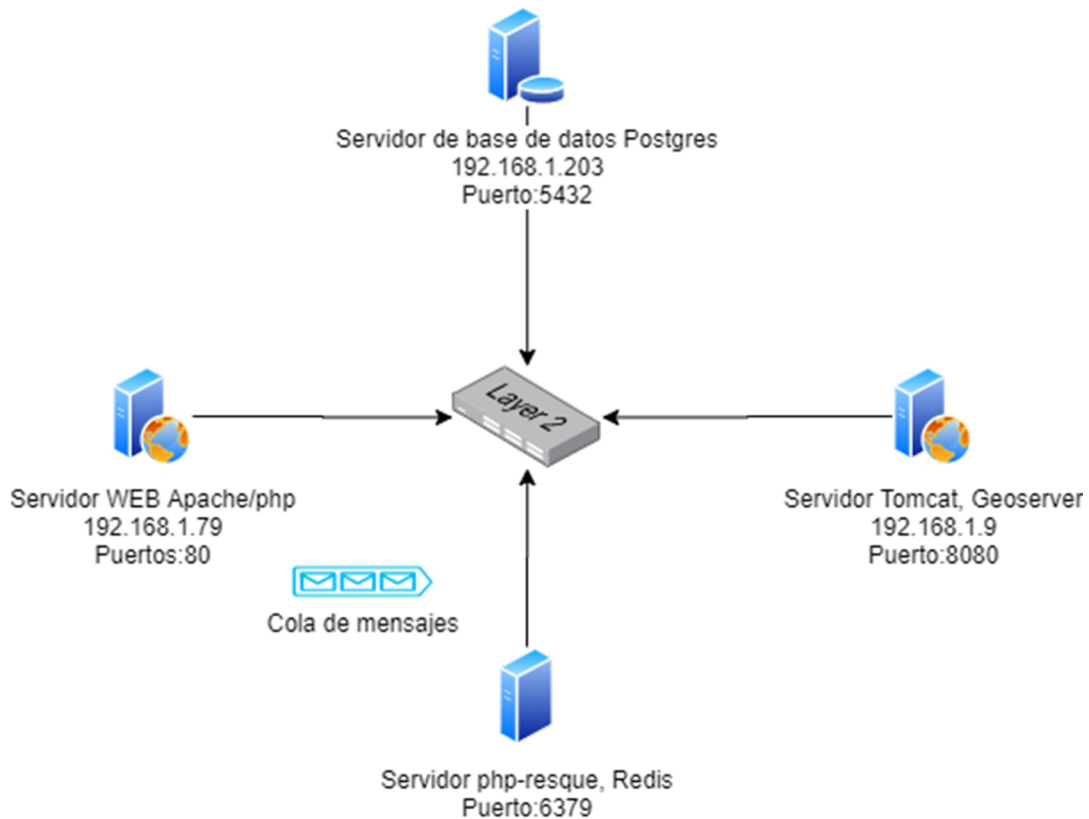 Servidor de base de datos Postgres
192.168.1.203
Puerto:5432
Layer 2
Servidor WEB Apache/php
192.168.1.79
Puertos:80
Servidor Tomcat, Geoserver
192.168.1.9
Puerto:8080
Cola de mensajes
Servidor php-resque, Redis
Puerto:6379